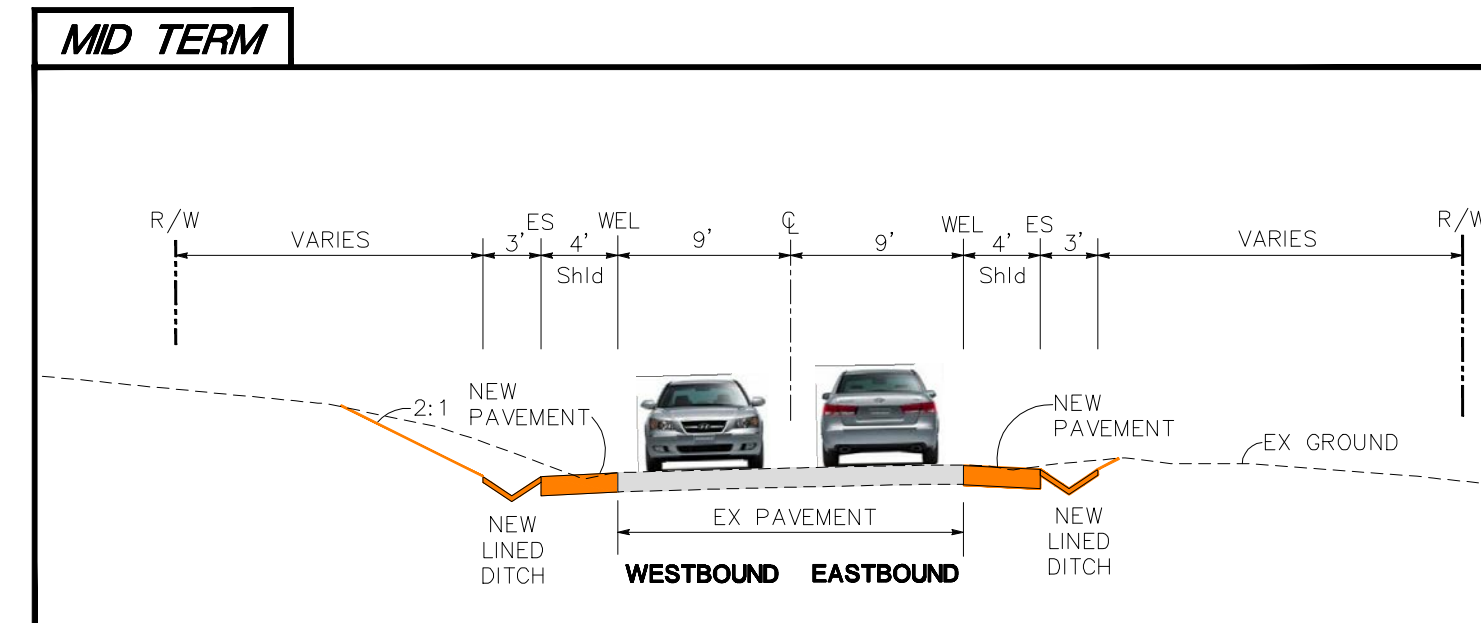 MID TERM
R/W
VARIES
3'
ES
4'
Shld
WEL
9'
℄
9'
WEL
4'
Shld
ES
3'
VARIES
R/W
2:1
NEW
PAVEMENT
NEW
PAVEMENT
EX GROUND
EX PAVEMENT
NEW
LINED
DITCH
NEW
LINED
DITCH
WESTBOUND
EASTBOUND